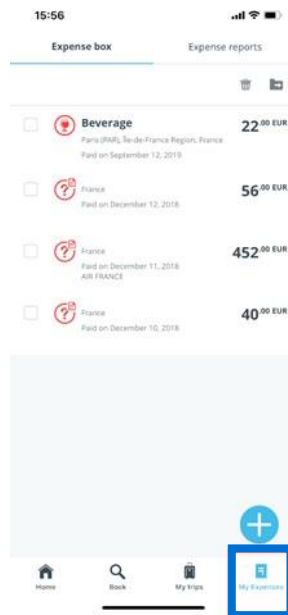 15:56
Expense box
Expense reports
Beverage
22.00 EUR
Paris (PAR), Île-de-France Region, France
Paid on September 12, 2019
France
56.00 EUR
Paid on December 12, 2018
France
452.00 EUR
Paid on December 11, 2018
AIR FRANCE
France
40.00 EUR
Paid on December 10, 2018
Home
Book
My trips
My Expenses